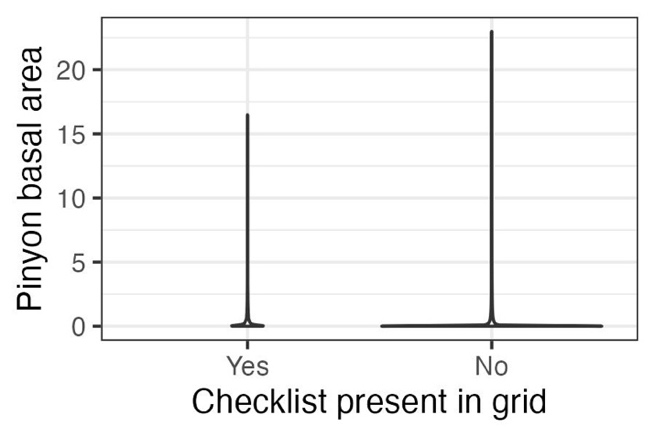 Pinyon basal area
20
15
10
5
0
Yes No
Checklist present in grid